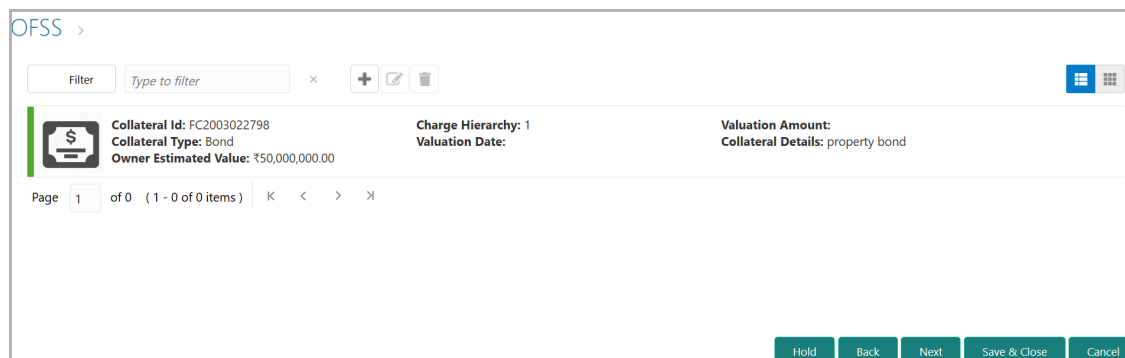 OFSS >
Filter Type to filter ×
Collateral Id: FC2003022798 Charge Hierarchy: 1 Valuation Amount:
Collateral Type: Bond Valuation Date: Collateral Details: property bond
Owner Estimated Value: ₹50,000,000.00
Page 1 of 0 ( 1 - 0 of 0 items )
Hold Back Next Save & Close Cancel